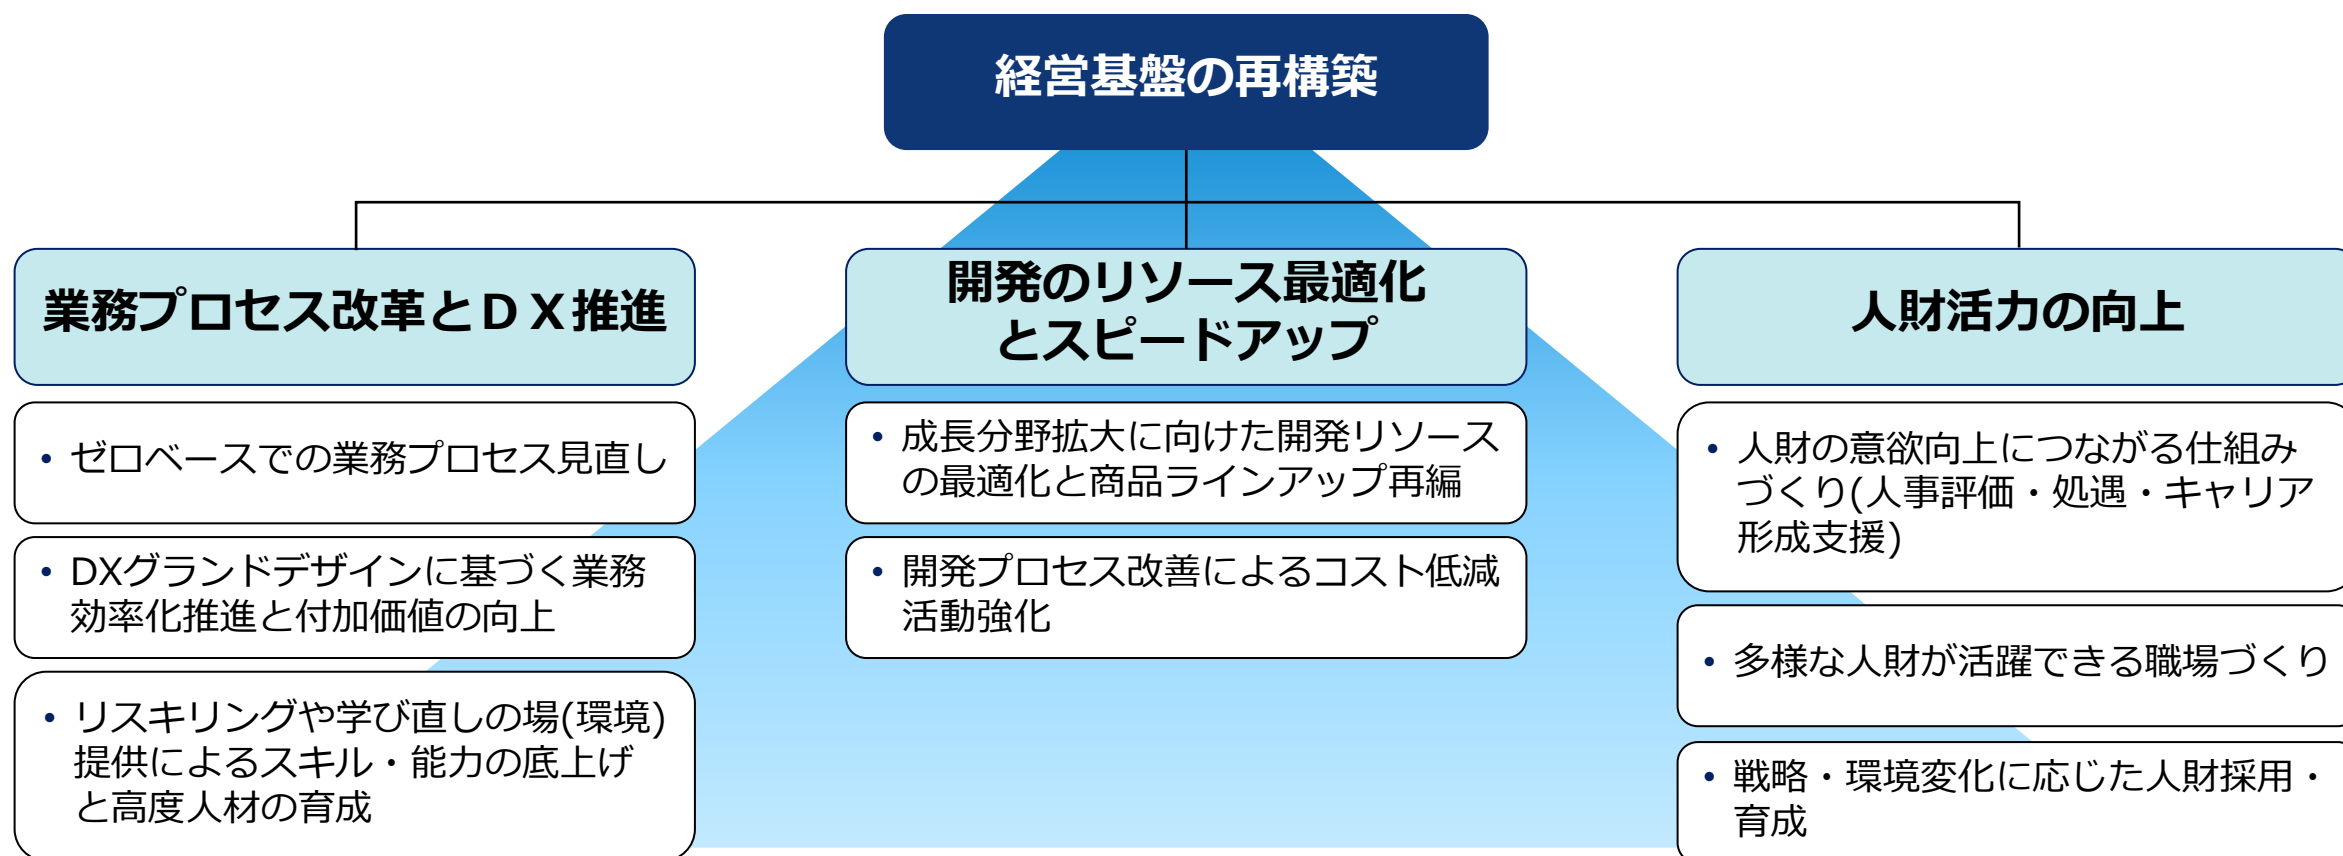 経営基盤の再構築
業務プロセス改革とＤＸ推進
・ゼロベースでの業務プロセス見直し
・DXグランドデザインに基づく業務
効率化推進と付加価値の向上
・リスキリングや学び直しの場(環境)
提供によるスキル・能力の底上げ
と高度人材の育成
開発のリソース最適化
とスピードアップ
・成長分野拡大に向けた開発リソース
の最適化と商品ラインアップ再編
・開発プロセス改善によるコスト低減
活動強化
人財活力の向上
・人財の意欲向上につながる仕組み
づくり(人事評価・処遇・キャリア
形成支援)
・多様な人財が活躍できる職場づくり
・戦略・環境変化に応じた人財採用・
育成